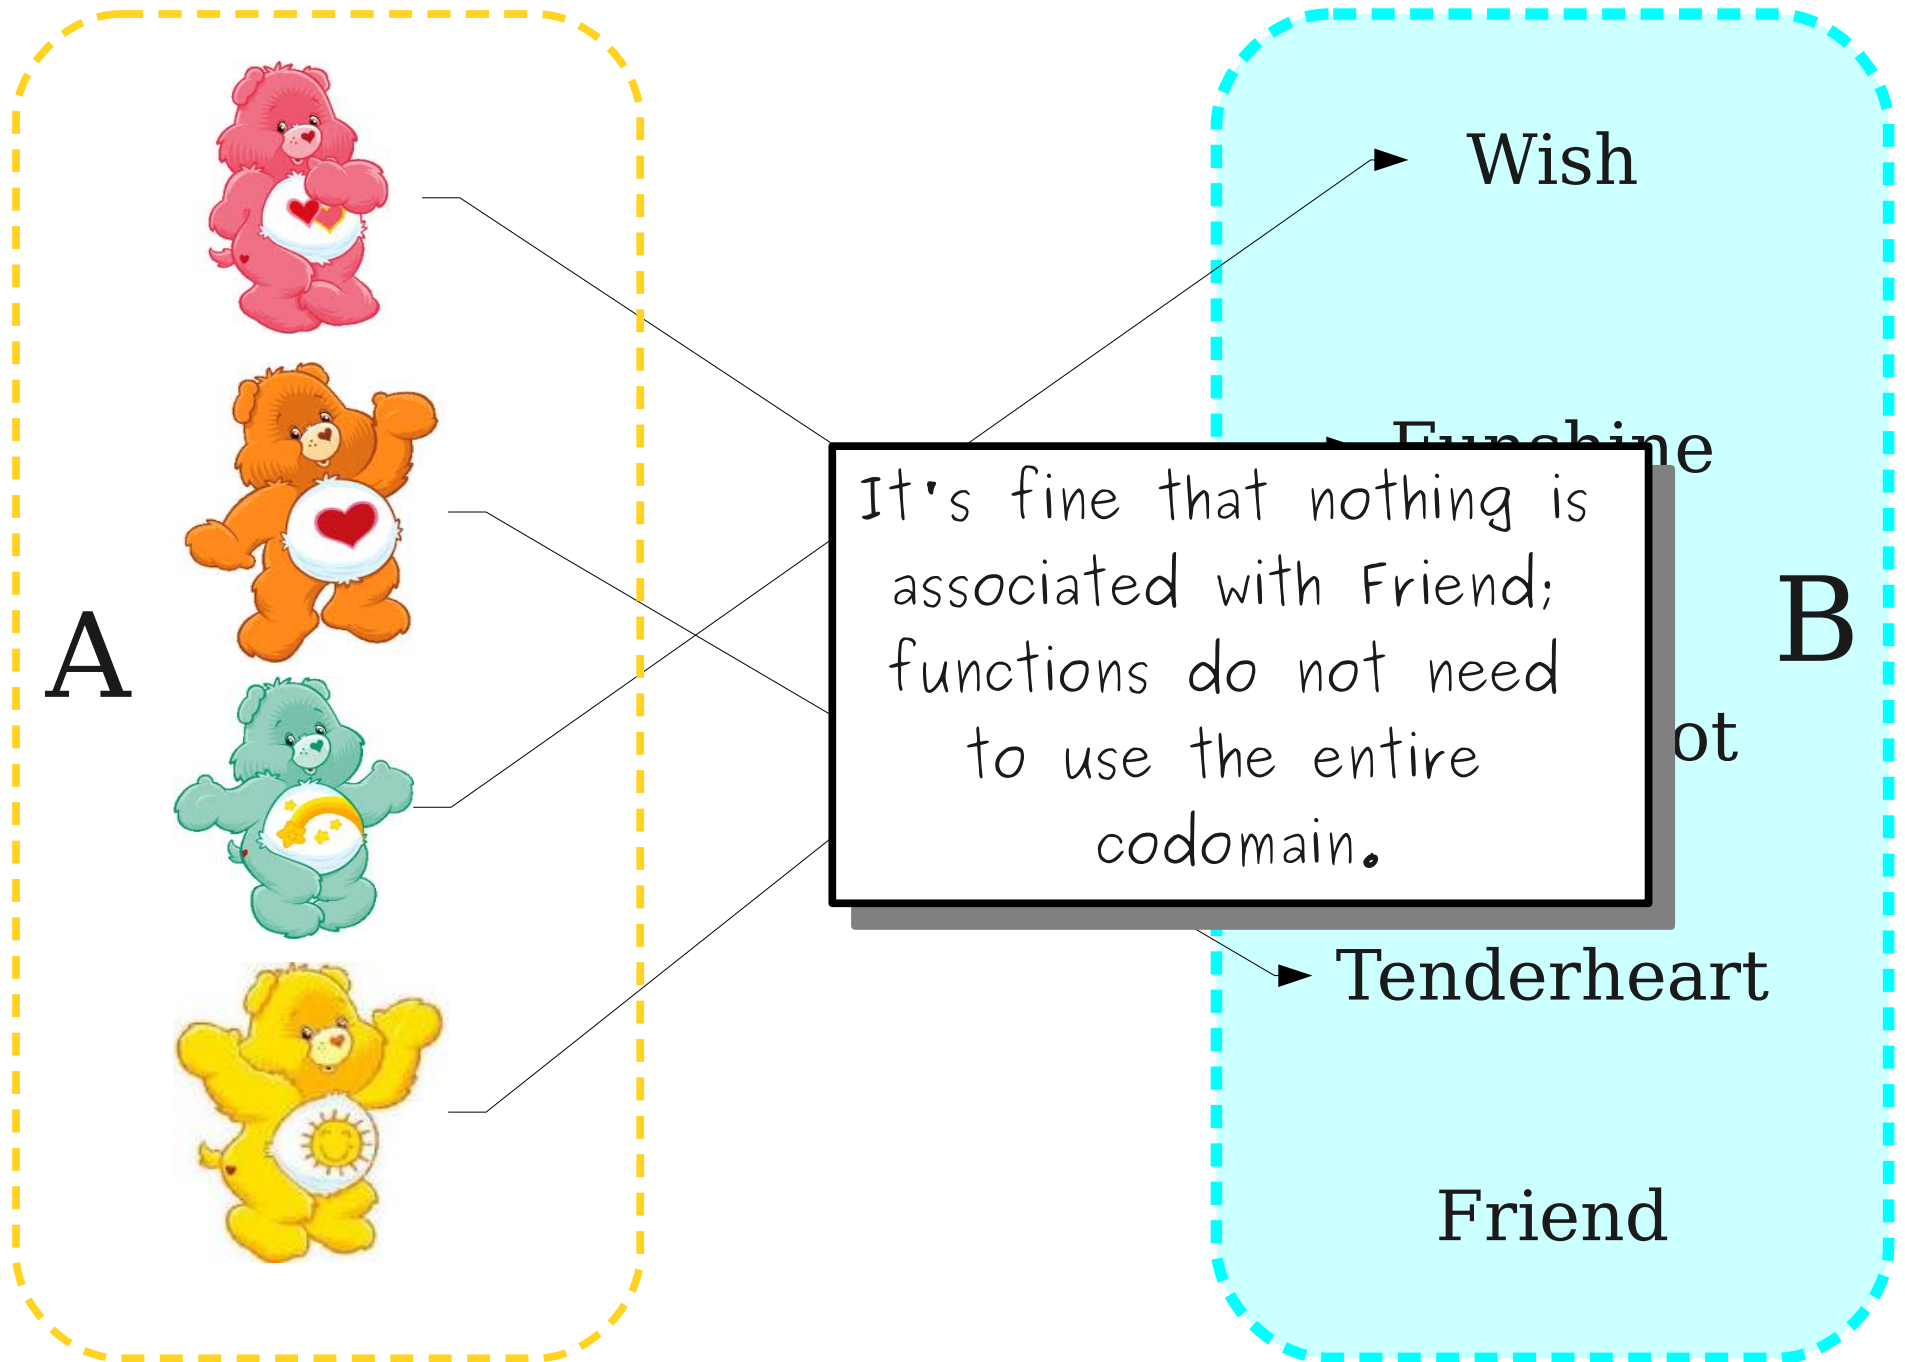 Wish
Funshine
It's fine that nothing is
associated with Friend;
functions do not need
to use the entire
codomain.
A
B
Tenderheart
Friend